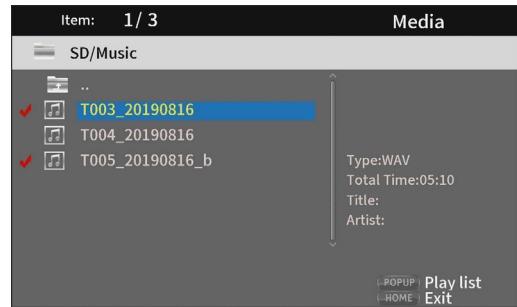 Item: 1/ 3 Media
SD/Music
..
T003_20190816
T004_20190816
T005_20190816_b
Type:WAV
Total Time:05:10
Title:
Artist:
POPUP Play list
HOME Exit